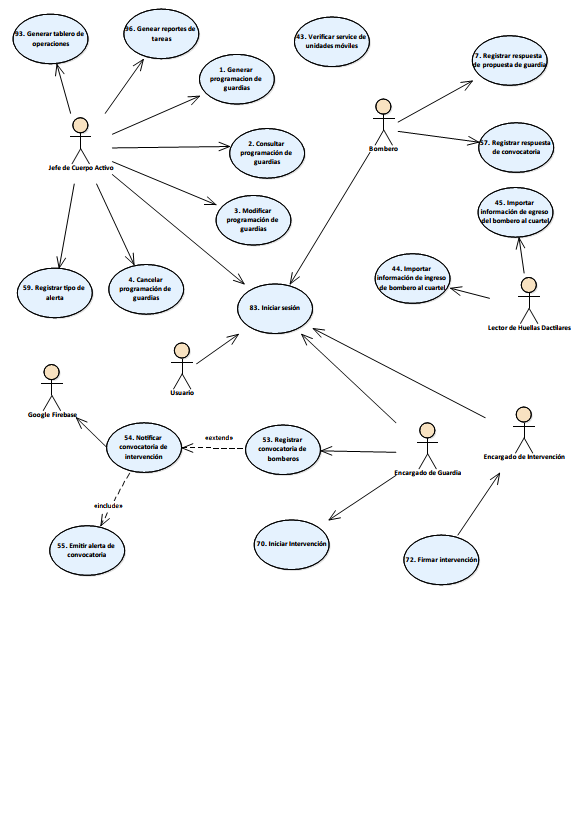 93. Generar tablero de
operaciones
96. Genear reportes de
tareas
43. Verificar service de
unidades móviles
7. Registrar respuesta
de propuesta de guardia
1. Generar
programacion de
guardias
Jefe de Cuerpo Activo
2. Consultar
programación de
guardias
Bombero
57. Registrar respuesta
de convocatoria
3. Modificar
programación de
guardias
45. Importar
información de egreso
del bombero al cuartel
59. Registrar tipo de
alerta
4. Cancelar
programación de
guardias
83. Iniciar sesión
44. Importar
información de ingreso
de bombero al cuartel
Lector de Huellas Dactilares
Usuario
Google Firebase
54. Notificar
convocatoria de
intervención
«extend»
53. Registrar
convocatoria de
bomberos
Encargado de Guardia
Encargado de Intervención
«include»
55. Emitir alerta de
convocatoria
70. Iniciar Intervención
72. Firmar intervención